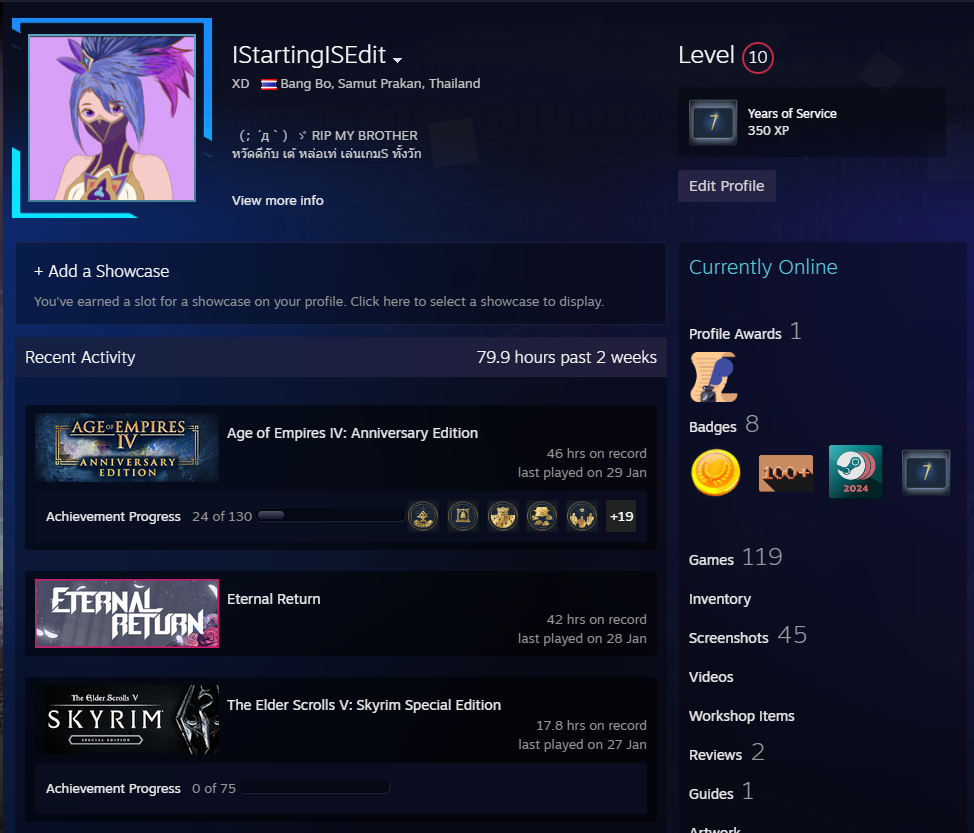 IStartingISEdit
XD Bang Bo, Samut Prakan, Thailand
(; ´д｀) ゞ RIP MY BROTHER
หวัดดีกับ เด้ หล่อเท่ เล่นเกมS ทั้งวัก
View more info
Level 10
7
Years of Service
350 XP
Edit Profile
+ Add a Showcase
You've earned a slot for a showcase on your profile. Click here to select a showcase to display.
Recent Activity
79.9 hours past 2 weeks
AGE OF EMPIRES
IV
ANNIVERSARY
EDITION
Age of Empires IV: Anniversary Edition
46 hrs on record
last played on 29 Jan
Achievement Progress 24 of 130
+19
ETERNAL
RETURN
Eternal Return
42 hrs on record
last played on 28 Jan
The Elder Scrolls V
SKYRIM
SPECIAL EDITION
The Elder Scrolls V: Skyrim Special Edition
17.8 hrs on record
last played on 27 Jan
Achievement Progress 0 of 75
Currently Online
Profile Awards 1
Badges 8
100+
2024
7
Games 119
Inventory
Screenshots 45
Videos
Workshop Items
Reviews 2
Guides 1
Artwork